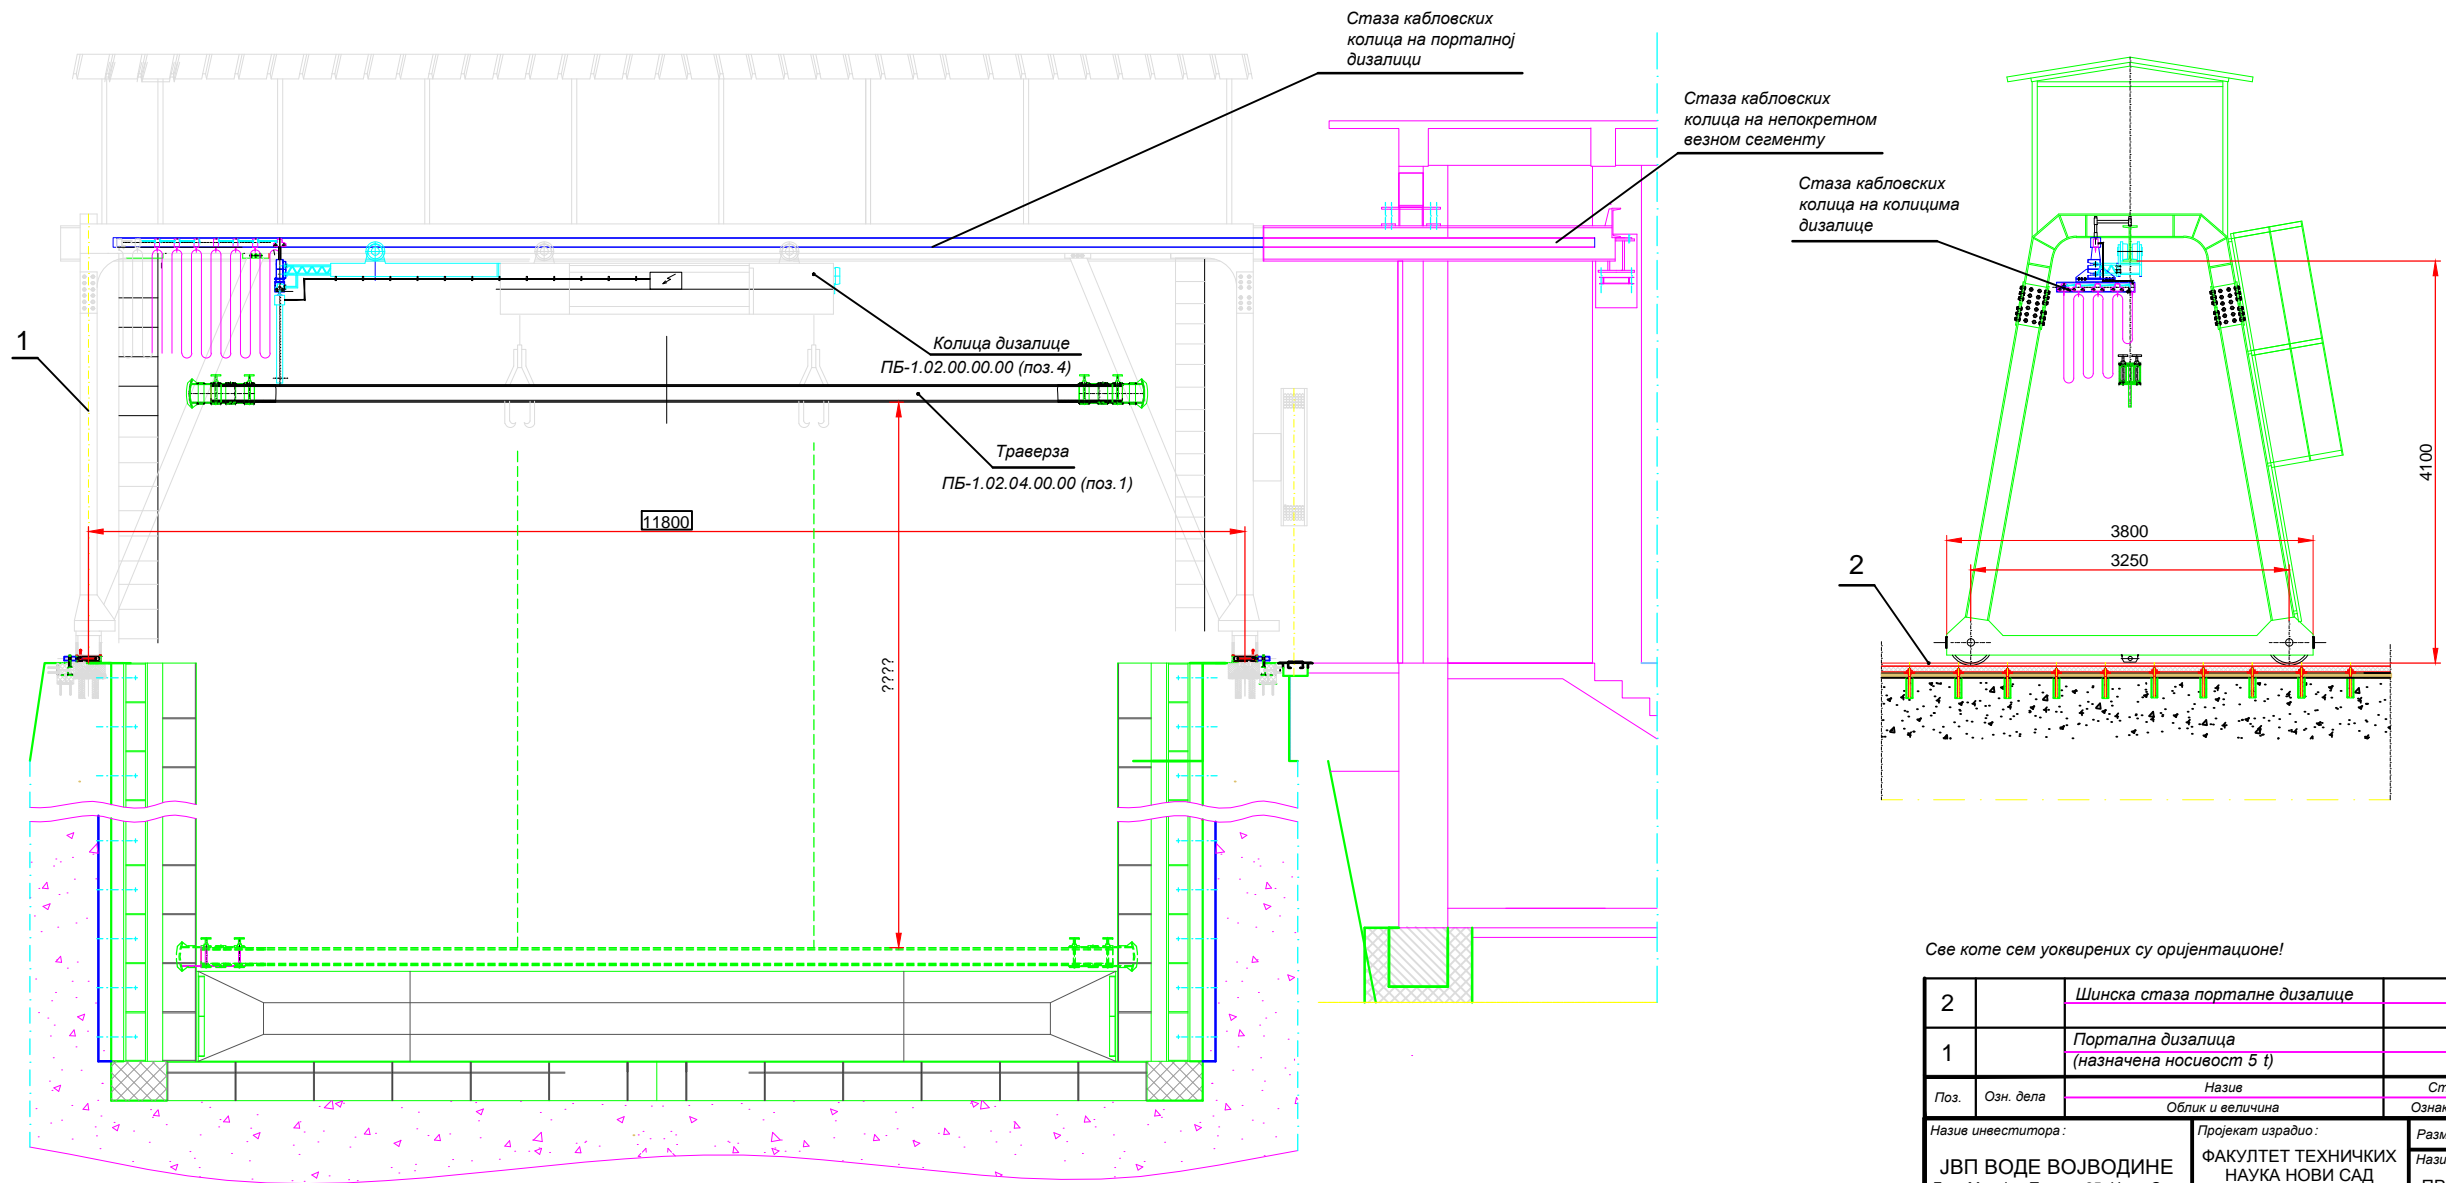 Стаза кабловских
колица на порталној
дизалици
Стаза кабловских
колица на непокретном
везном сегменту
Стаза кабловских
колица на колицима
дизалице
1
Колица дизалице
ПБ-1.02.00.00.00 (поз.4)
Траверза
ПБ-1.02.04.00.00 (поз.1)
11800
????
4100
3800
3250
2
Све коте сем уоквирених су оријентационе!
2 Шинска стаза порталне дизалице
1 Портална дизалица
(назначена носивост 5 t)
Поз. Озн. дела Назив
Облик и величина
Назив инвеститора: Пројекат израдио:
ЈВП ВОДЕ ВОЈВОДИНЕ
ФАКУЛТЕТ ТЕХНИЧКИХ
НАУКА НОВИ САД